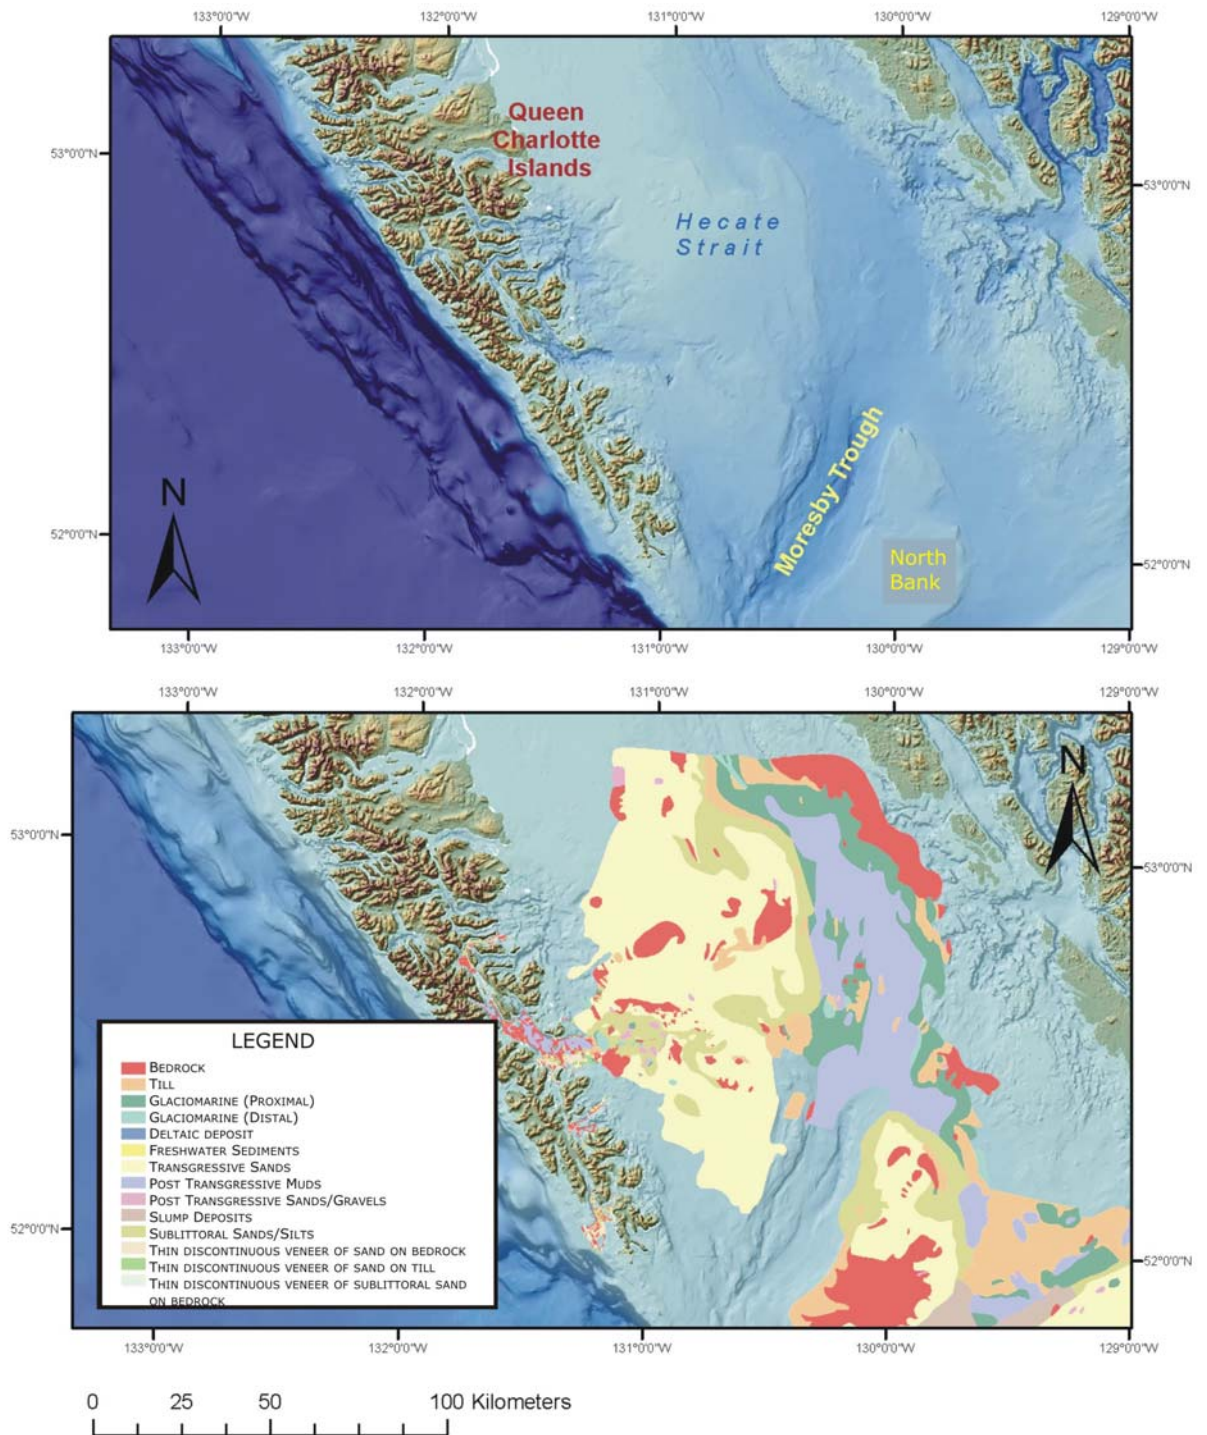 133°0'0"W 132°0'0"W 131°0'0"W 130°0'0"W 129°0'0"W
Queen
Charlotte
Islands
53°0'0"N
53°0'0"N
Hecate
Strait
Moresby Trough
N
52°0'0"N
North
Bank
52°0'0"N
133°0'0"W 132°0'0"W 131°0'0"W 130°0'0"W 129°0'0"W
133°0'0"W 132°0'0"W 131°0'0"W 130°0'0"W 129°0'0"W
N
53°0'0"N
53°0'0"N
LEGEND
BEDROCK
TILL
GLACIOMARINE (PROXIMAL)
GLACIOMARINE (DISTAL)
DELTAIC DEPOSIT
FRESHWATER SEDIMENTS
TRANSGRESSIVE SANDS
POST TRANSGRESSIVE MUDS
POST TRANSGRESSIVE SANDS/GRAVELS
SLUMP DEPOSITS
SUBLITTORAL SANDS/SILTS
THIN DISCONTINUOUS VENEER OF SAND ON BEDROCK
THIN DISCONTINUOUS VENEER OF SAND ON TILL
THIN DISCONTINUOUS VENEER OF SUBLITTORAL SAND
ON BEDROCK
52°0'0"N
52°0'0"N
133°0'0"W 132°0'0"W 131°0'0"W 130°0'0"W 129°0'0"W
0 25 50 100 Kilometers